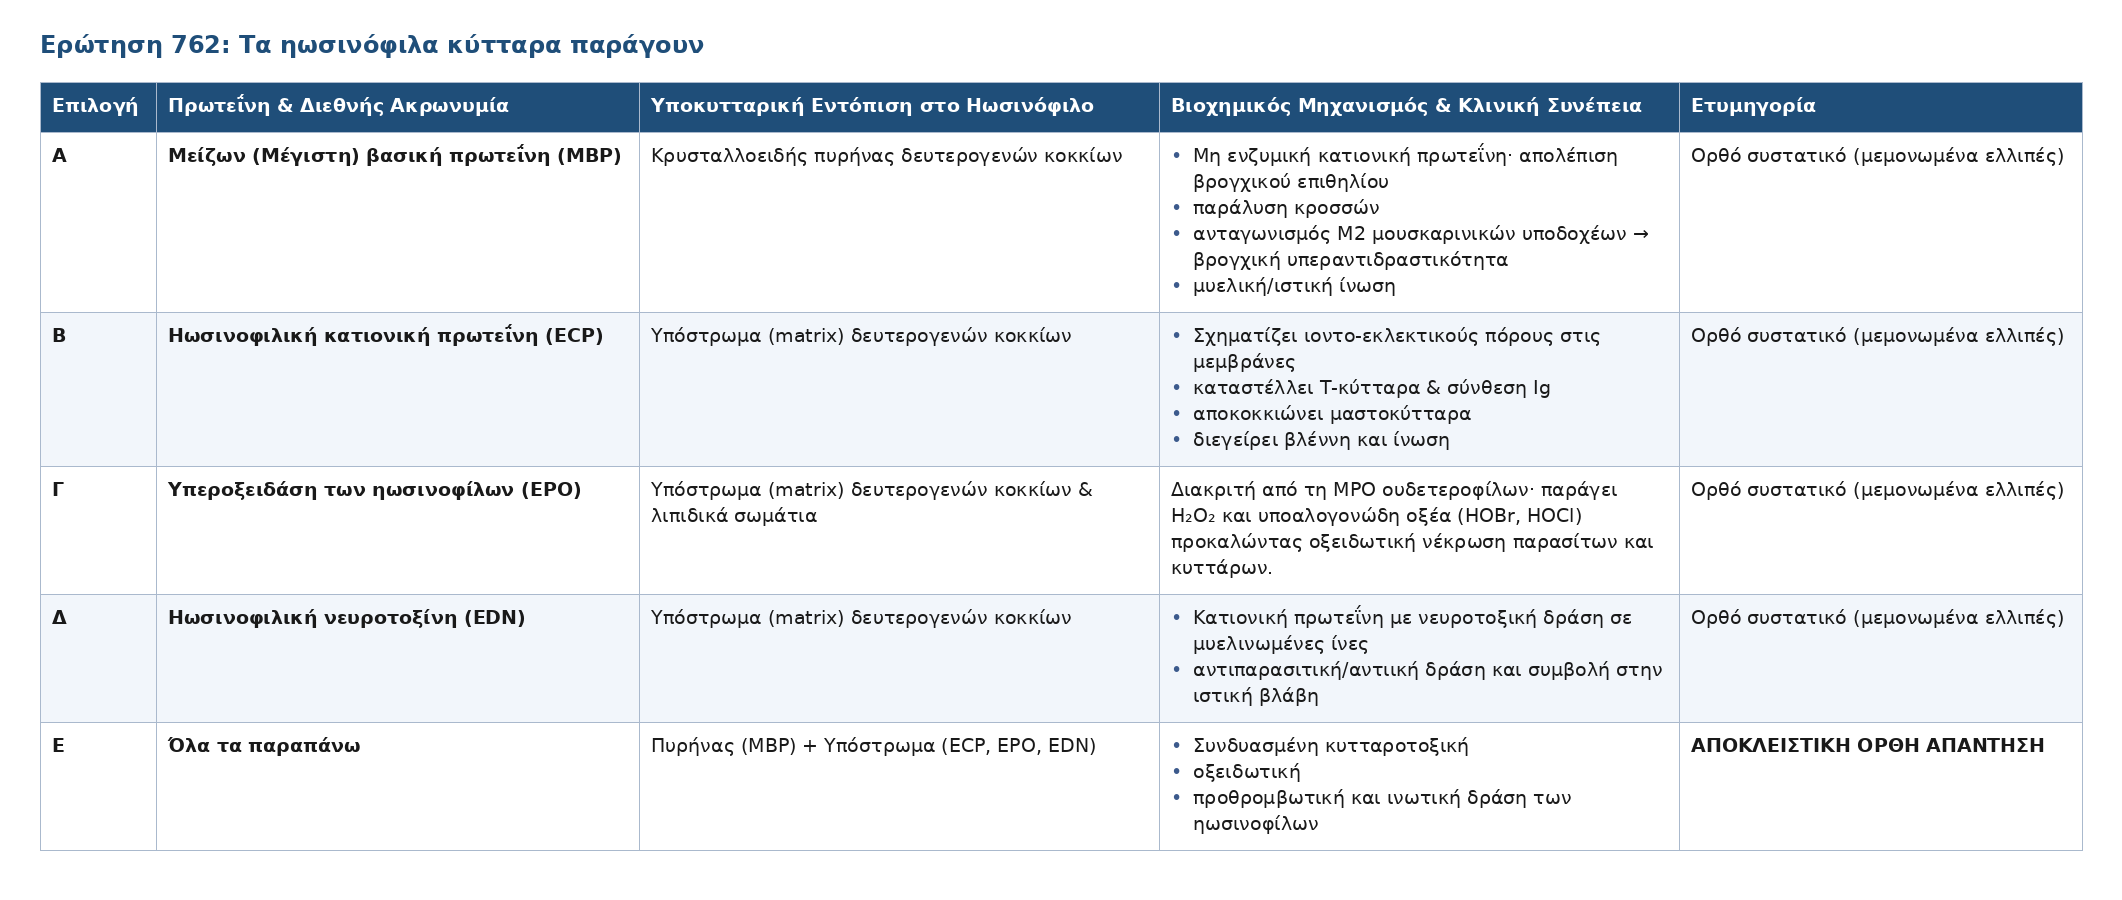 Ερώτηση 762: Τα ηωσινόφιλα κύτταρα παράγουν
Επιλογή
Πρωτεΐνη & Διεθνής Ακρωνυμία
Υποκυτταρική Εντόπιση στο Ηωσινόφιλο
Βιοχημικός Μηχανισμός & Κλινική Συνέπεια
Ετυμηγορία
Α
Μείζων (Μέγιστη) βασική πρωτεΐνη (MBP)
Κρυσταλλοειδής πυρήνας δευτερογενών κοκκίων
• Μη ενζυμική κατιονική πρωτεΐνη· απολέπιση
βρογχικού επιθηλίου
• παράλυση κροσσών
• ανταγωνισμός M2 μουσκαρινικών υποδοχέων →
βρογχική υπεραντιδραστικότητα
• μυελική/ιστική ίνωση
Ορθό συστατικό (μεμονωμένα ελλιπές)
Β
Ηωσινοφιλική κατιονική πρωτεΐνη (ECP)
Υπόστρωμα (matrix) δευτερογενών κοκκίων
• Σχηματίζει ιοντο-εκλεκτικούς πόρους στις
μεμβράνες
• καταστέλλει Τ-κύτταρα & σύνθεση Ig
• αποκοκκιώνει μαστοκύτταρα
• διεγείρει βλέννη και ίνωση
Ορθό συστατικό (μεμονωμένα ελλιπές)
Γ
Υπεροξειδάση των ηωσινοφίλων (EPO)
Υπόστρωμα (matrix) δευτερογενών κοκκίων &
λιπιδικά σωμάτια
Διακριτή από τη MPO ουδετεροφίλων· παράγει
H₂O₂ και υποαλογονώδη οξέα (HOBr, HOCl)
προκαλώντας οξειδωτική νέκρωση παρασίτων και
κυττάρων.
Ορθό συστατικό (μεμονωμένα ελλιπές)
Δ
Ηωσινοφιλική νευροτοξίνη (EDN)
Υπόστρωμα (matrix) δευτερογενών κοκκίων
• Κατιονική πρωτεΐνη με νευροτοξική δράση σε
μυελινωμένες ίνες
• αντιπαρασιτική/αντιική δράση και συμβολή στην
ιστική βλάβη
Ορθό συστατικό (μεμονωμένα ελλιπές)
Ε
Όλα τα παραπάνω
Πυρήνας (MBP) + Υπόστρωμα (ECP, EPO, EDN)
• Συνδυασμένη κυτταροτοξική
• οξειδωτική
• προθρομβωτική και ινωτική δράση των
ηωσινοφίλων
ΑΠΟΚΛΕΙΣΤΙΚΗ ΟΡΘΗ ΑΠΑΝΤΗΣΗ